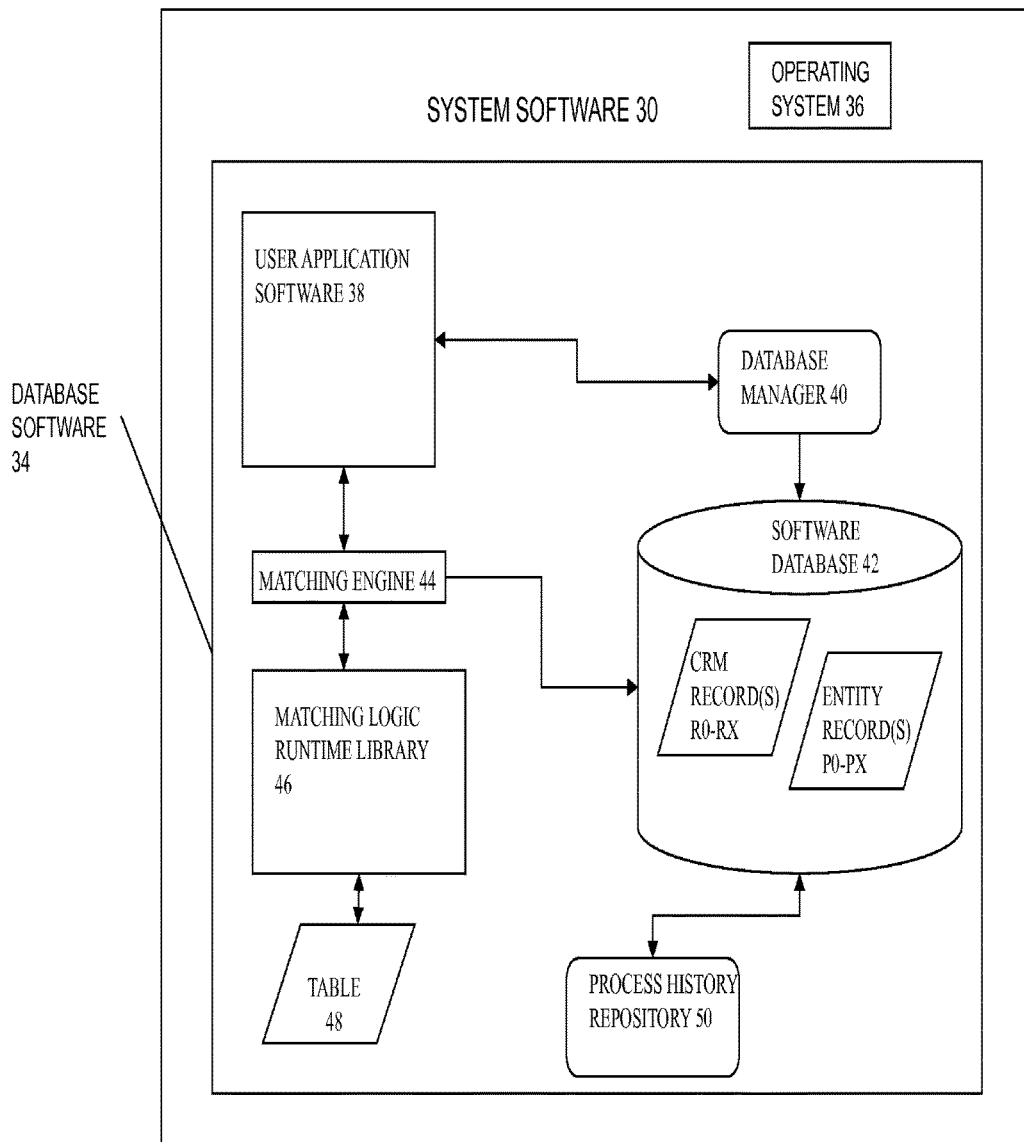 OPERATING
SYSTEM 36
SYSTEM SOFTWARE 30
USER APPLICATION
SOFTWARE 38
DATABASE
MANAGER 40
DATABASE
SOFTWARE
34
SOFTWARE
DATABASE 42
MATCHING ENGINE 44
CRM
RECORD(S)
R0-RX
ENTITY
RECORD(S)
P0-PX
MATCHING LOGIC
RUNTIME LIBRARY
46
TABLE
48
PROCESS HISTORY
REPOSITORY 50